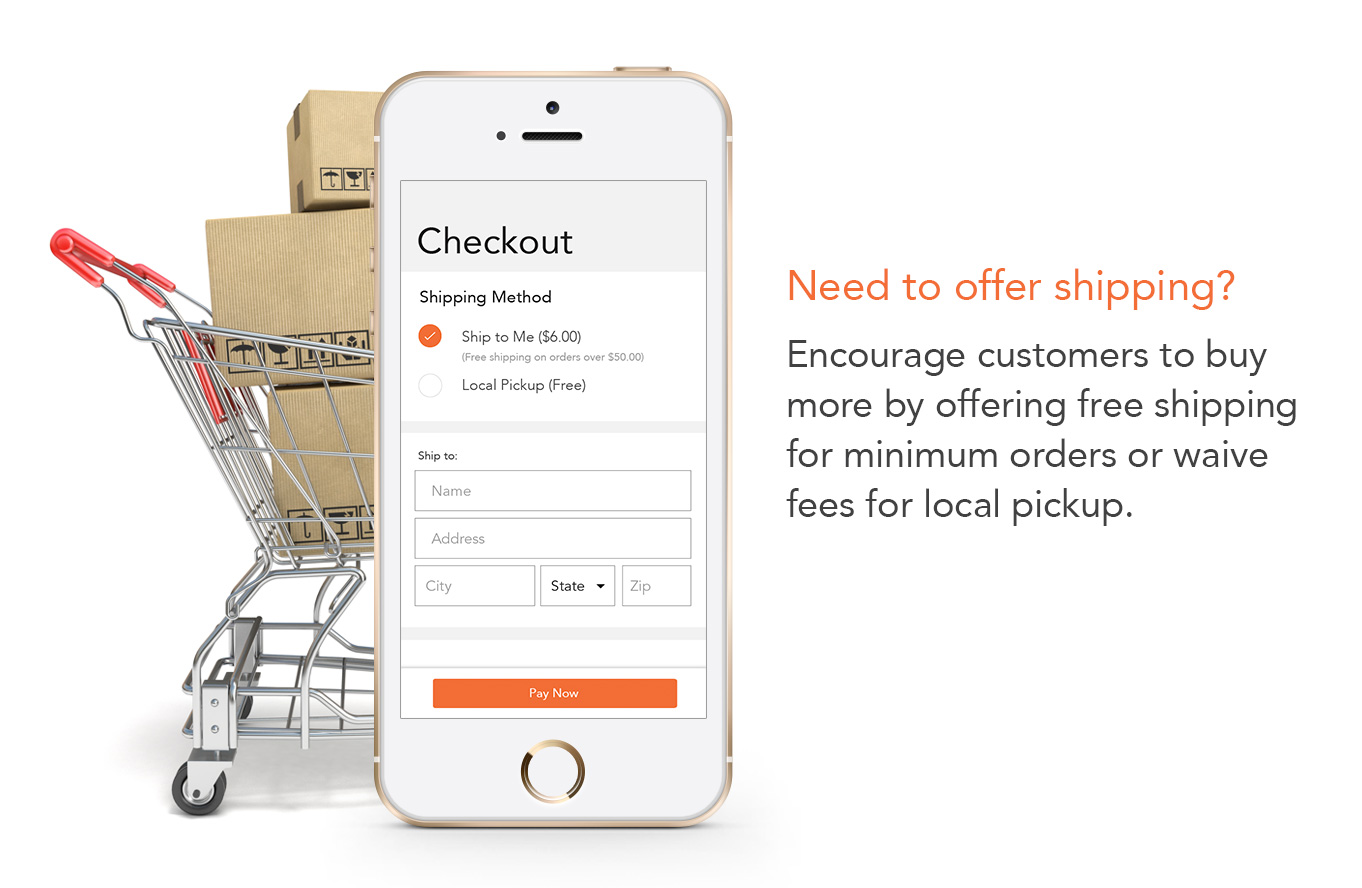 Checkout
Shipping Method
Ship to Me ($6.00)
(Free shipping on orders over $50.00)
Local Pickup (Free)
Ship to:
Name
Address
City State Zip
Pay Now
Need to offer shipping?
Encourage customers to buy
more by offering free shipping
for minimum orders or waive
fees for local pickup.